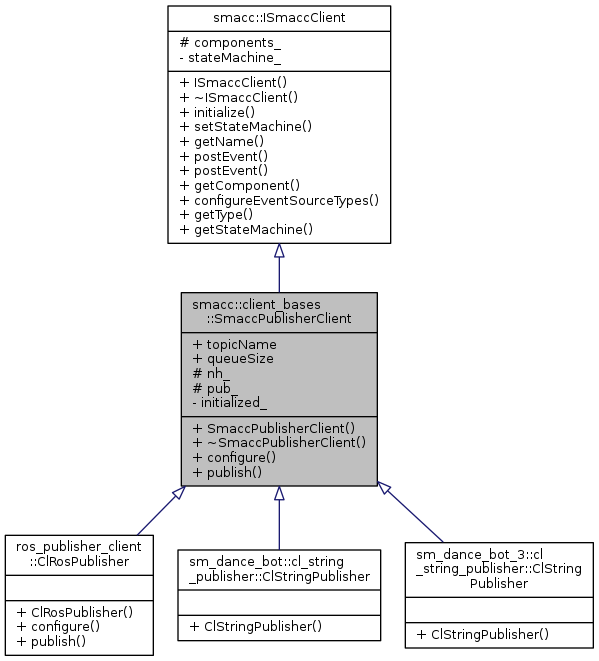 smacc::ISmaccClient
# components_
- stateMachine_
+ ISmaccClient()
+ ~ISmaccClient()
+ initialize()
+ setStateMachine()
+ getName()
+ postEvent()
+ postEvent()
+ getComponent()
+ configureEventSourceTypes()
+ getType()
+ getStateMachine()
smacc::client_bases
::SmaccPublisherClient
+ topicName
+ queueSize
# nh_
# pub_
- initialized_
+ SmaccPublisherClient()
+ ~SmaccPublisherClient()
+ configure()
+ publish()
ros_publisher_client
::ClRosPublisher
+ ClRosPublisher()
+ configure()
+ publish()
sm_dance_bot::cl_string
_publisher::ClStringPublisher
+ ClStringPublisher()
sm_dance_bot_3::cl
_string_publisher::ClString
Publisher
+ ClStringPublisher()